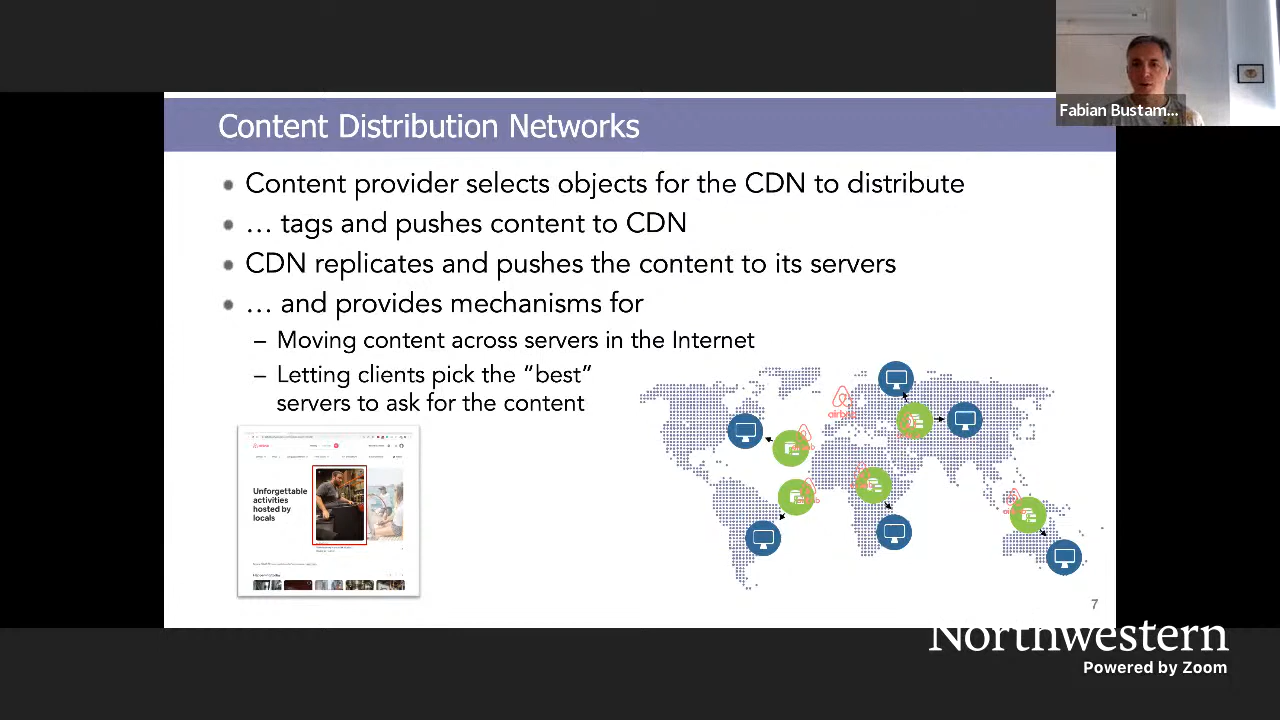 Fabian Bustam...
Content Distribution Networks
Content provider selects objects for the CDN to distribute
... tags and pushes content to CDN
CDN replicates and pushes the content to its servers
... and provides mechanisms for
– Moving content across servers in the Internet
– Letting clients pick the “best”
servers to ask for the content
airbnb
Unforgettable
activities
hosted by
locals
7
Northwestern
Powered by Zoom